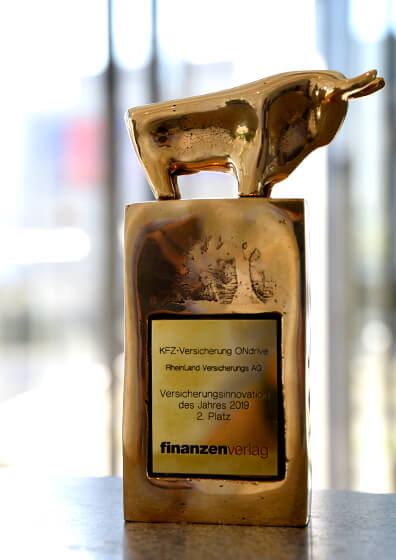 KFZ-Versicherung ONdrive
RheinLand Versicherungs AG
Versicherungsinnovation
des Jahres 2019
2. Platz
finanzenverlag